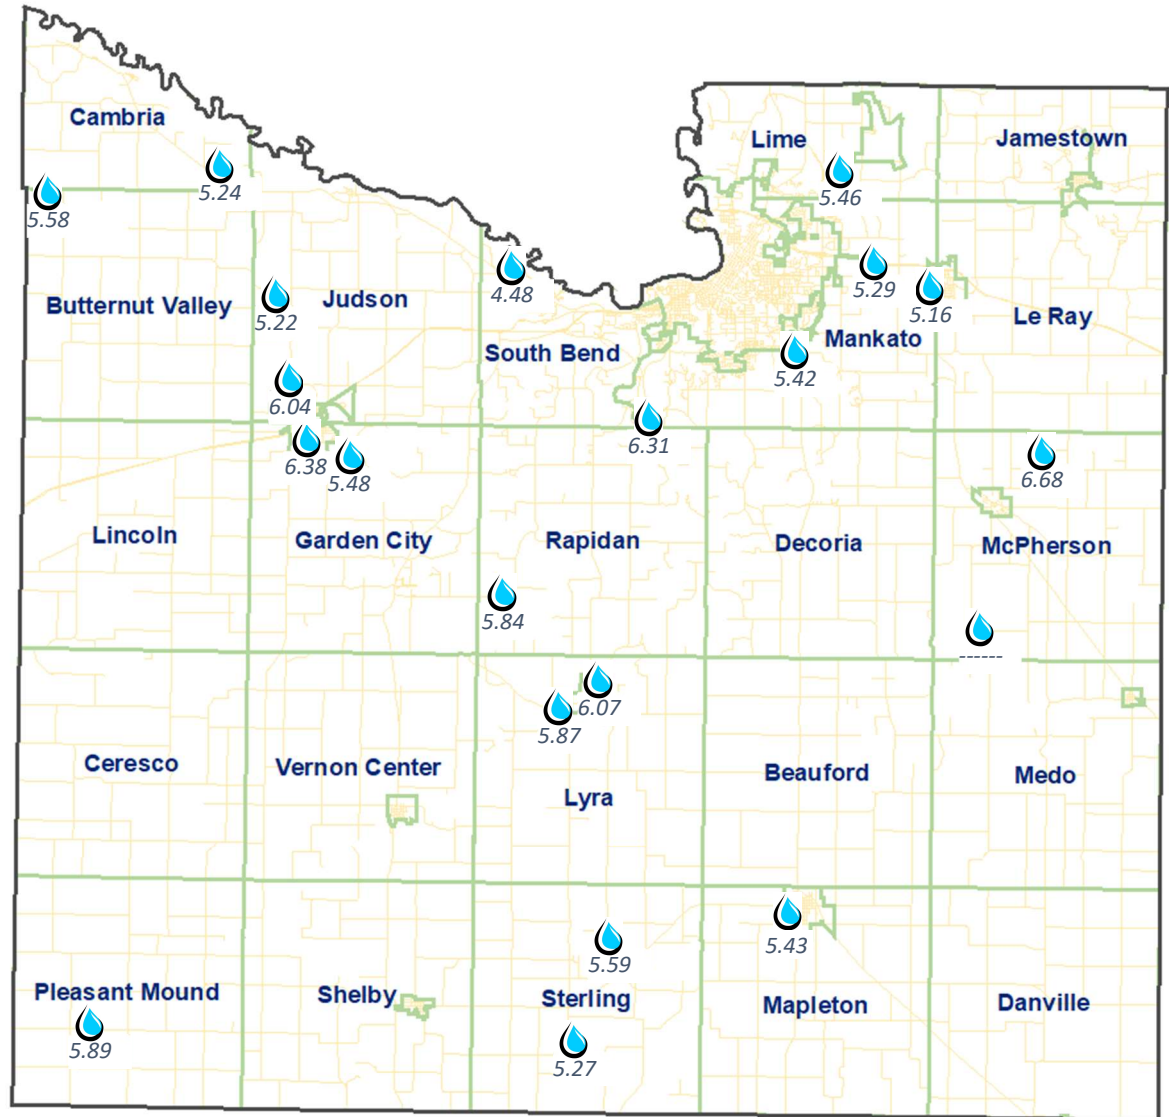 Cambria
Lime
Jamestown
5.24
5.46
5.58
Butternut Valley
Judson
4.48
5.29
5.22
5.16
Le Ray
South Bend
Mankato
5.42
6.04
6.31
6.38
5.48
6.68
Lincoln
Garden City
Rapidan
Decoria
McPherson
5.84
------
6.07
5.87
Ceresco
Vernon Center
Beauford
Medo
Lyra
5.43
5.59
Pleasant Mound
Shelby
Sterling
Mapleton
Danville
5.89
5.27